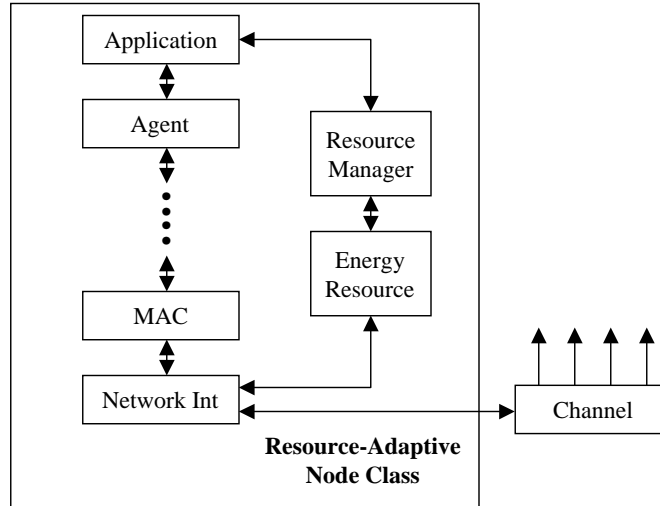 Application
Agent
Resource
Manager
Energy
Resource
MAC
Network Int
Channel
Resource-Adaptive
Node Class